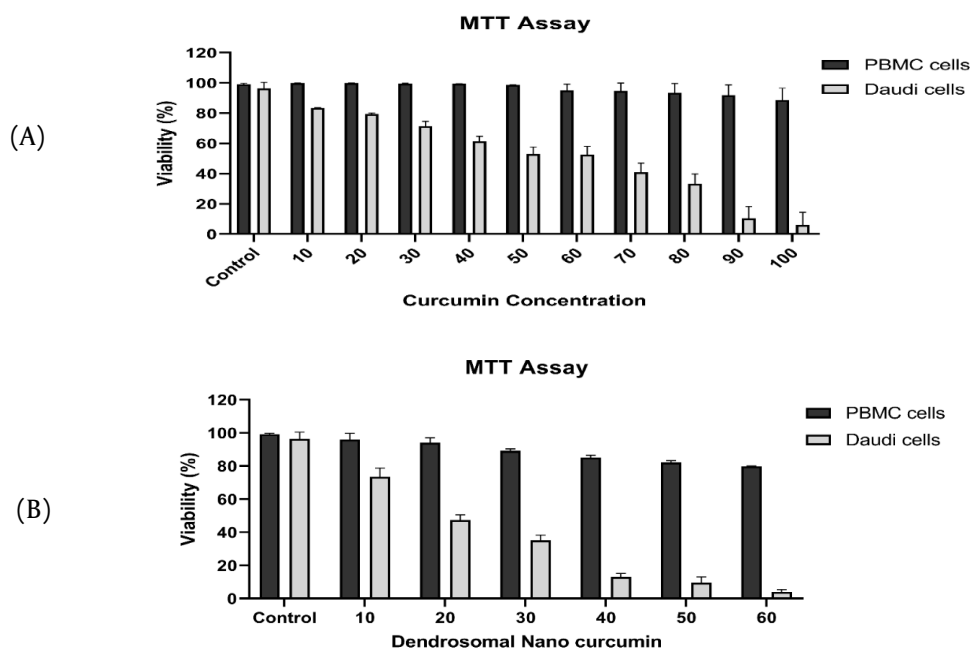 (A)
MTT Assay
Viability (%)
120
100
80
60
40
20
0
Control 10 20 30 40 50 60 70 80 90 100
Curcumin Concentration
PBMC cells
Daudi cells
(B)
MTT Assay
Viability (%)
120
100
80
60
40
20
0
Control 10 20 30 40 50 60
Dendrosomal Nano curcumin
PBMC cells
Daudi cells